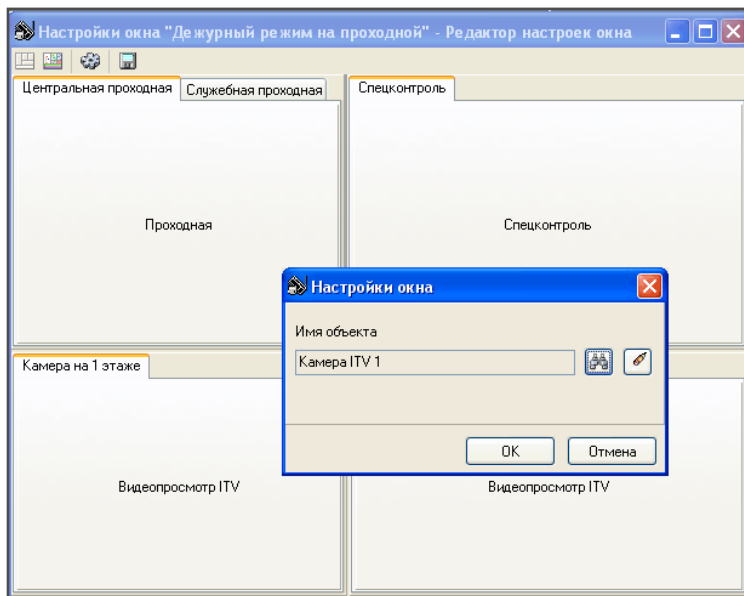 Настройки окна "Дежурный режим на проходной" - Редактор настроек окна
Центральная проходная
Служебная проходная
Спецконтроль
Проходная
Спецконтроль
Настройки окна
Имя объекта
Камера ITV 1
OK
Отмена
Камера на 1 этаже
Видеопросмотр ITV
Видеопросмотр ITV